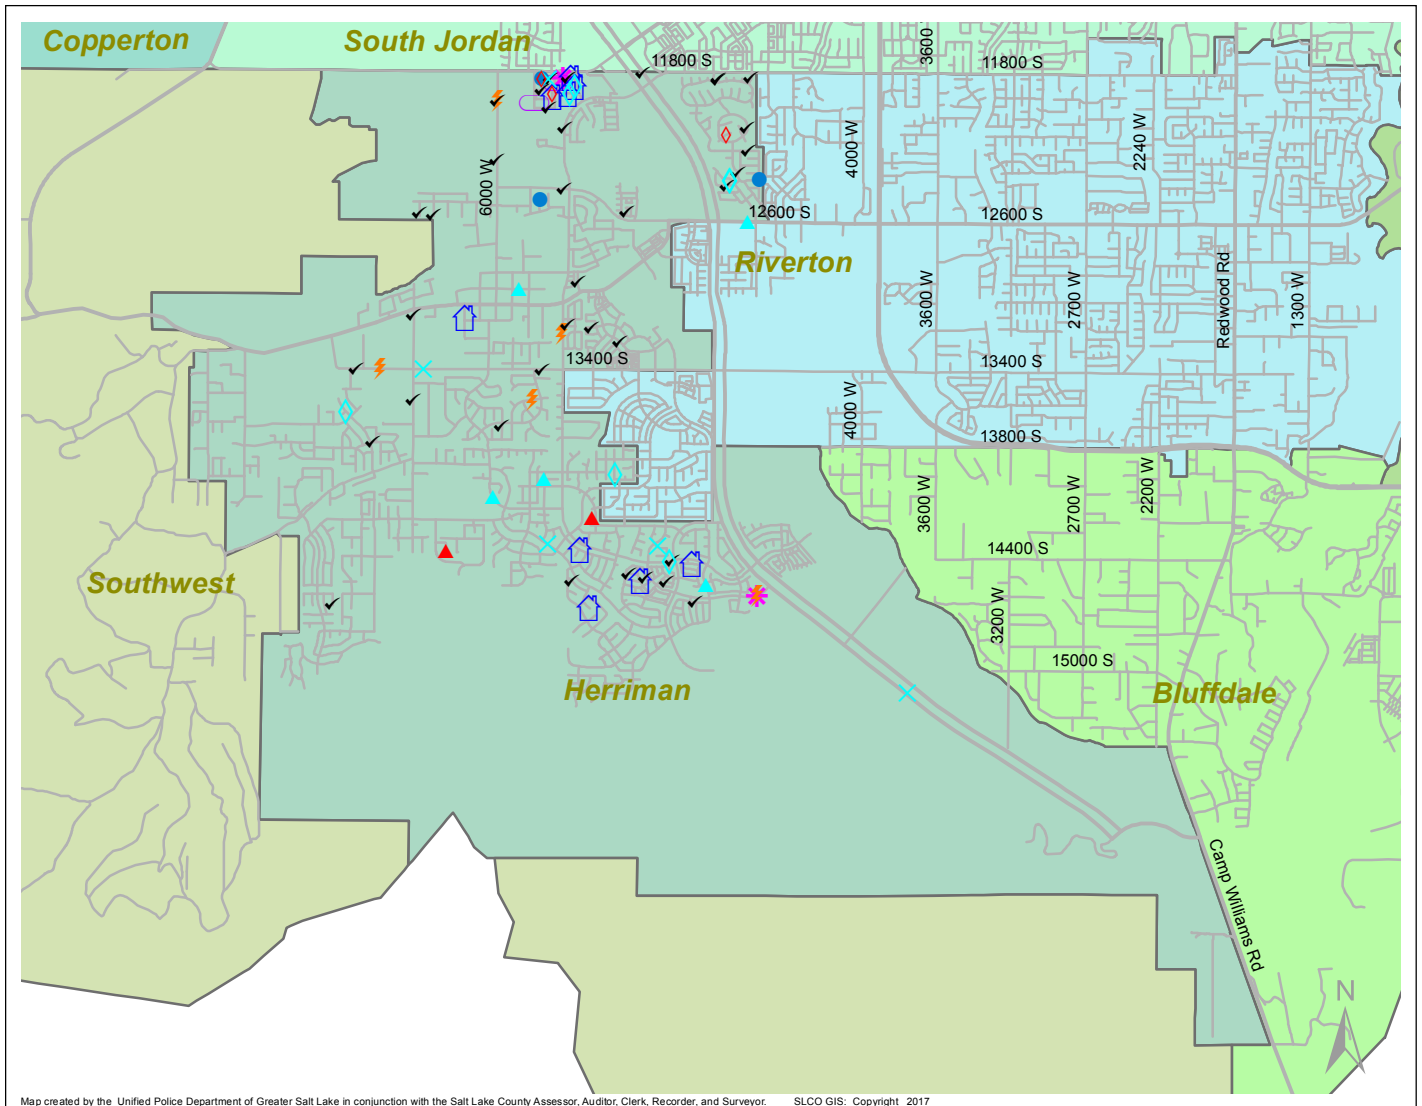 Copperton
South Jordan
11800 S
3600
11800 S
4000 W
2240 W
6000 W
12600 S
12600 S
Riverton
Redwood Rd
3600 W
2700 W
1300 W
13400 S
13400 S
4000 W
13800 S
3600 W
2700 W
2200 W
14400 S
Southwest
3200 W
15000 S
Herriman
Bluffdale
Camp Williams Rd
N
Map created by the Unified Police Department of Greater Salt Lake in conjunction with the Salt Lake County Assessor, Auditor, Clerk, Recorder, and Surveyor. SLCO GIS: Copyright 2017